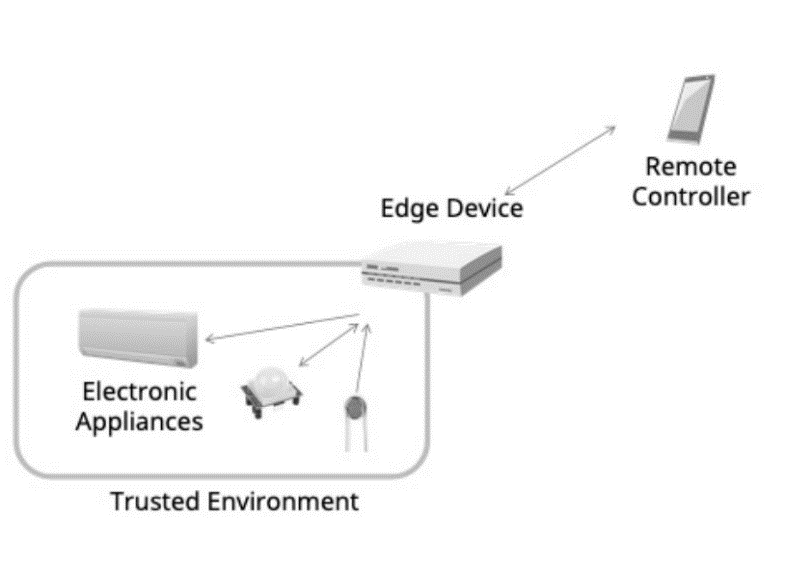 Remote
Controller
Edge Device
Electronic
Appliances
Trusted Environment